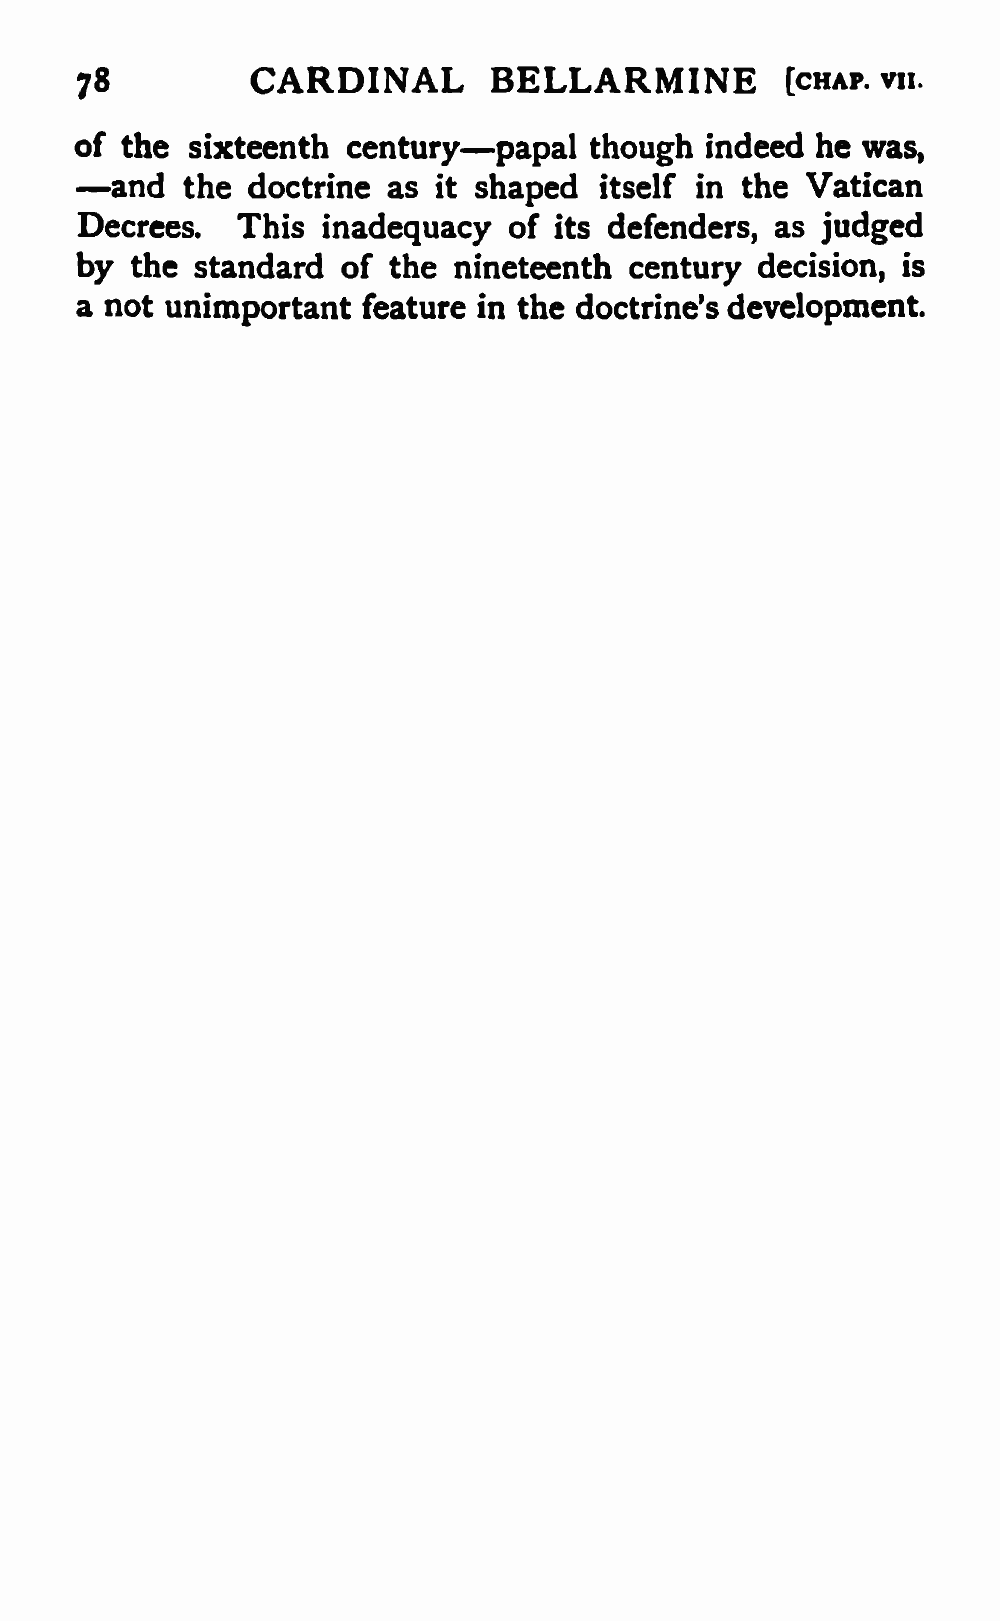 78 CARDINAL BELLARMINE [CHAP. VII.
of the sixteenth century—papal though indeed he was,
—and the doctrine as it shaped itself in the Vatican
Decrees. This inadequacy of its defenders, as judged
by the standard of the nineteenth century decision, is
a not unimportant feature in the doctrine's development.